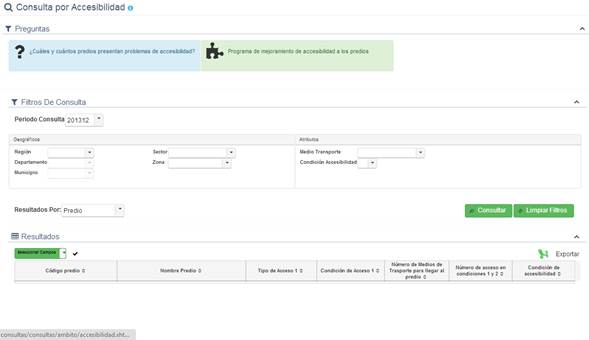 Consulta por Accesibilidad
Preguntas
¿Cuáles y cuántos predios presentan problemas de accesibilidad?
Programa de mejoramiento de accesibilidad a los predios
Filtros De Consulta
Periodo Consulta 201312
Geográficos
Atributos
Región
Sector
Medio Transporte
Departamento
Zona
Condición Accesibilidad
Municipio
Resultados Por: Predio
Consultar
Limpiar Filtros
Resultados
Seleccionar Campos
Exportar
Código predio
Nombre Predio
Tipo de Acceso 1
Condición de Acceso 1
Número de Medios de
Transporte para llegar al
predio
Número de acceso en
condiciones 1 y 2
Condición de
accesibilidad
consultas/consultas/ambito/accesibilidad.xht...